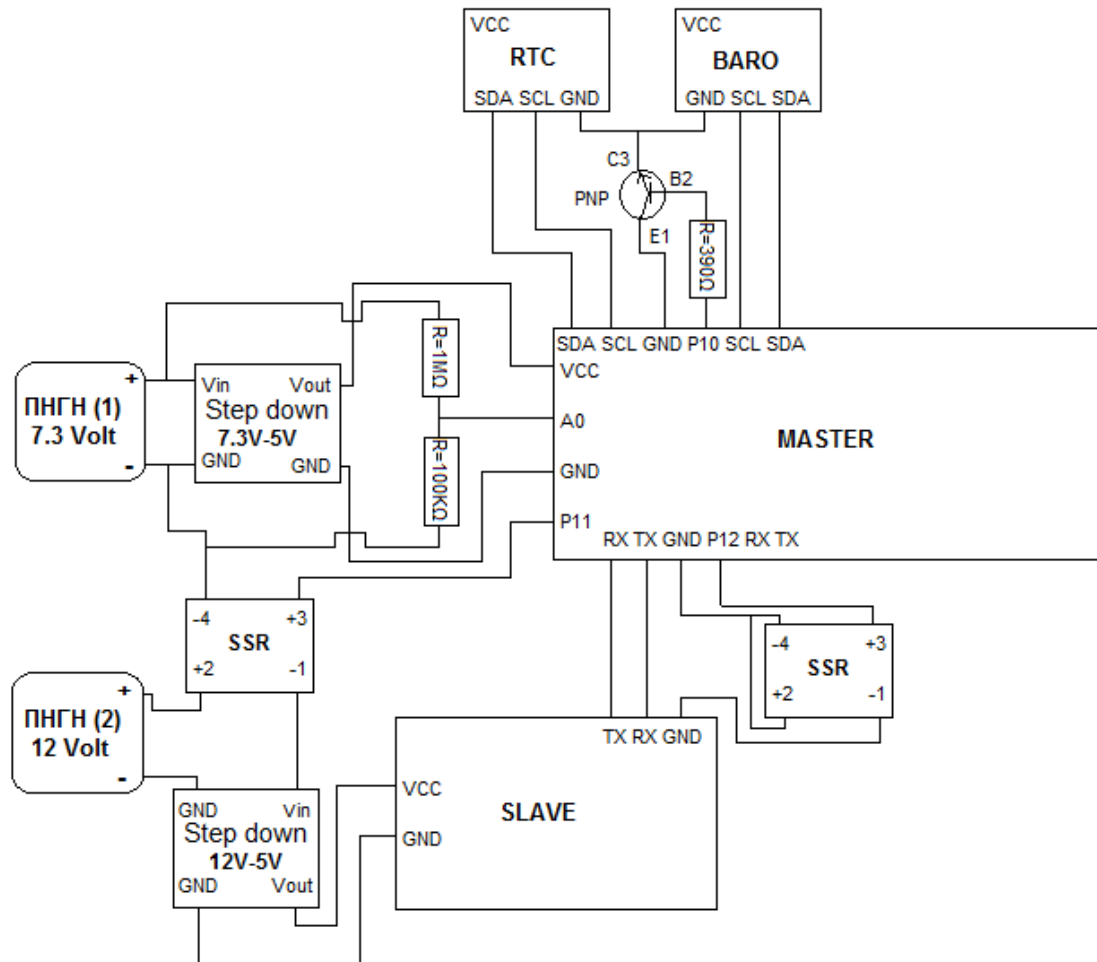 VCC
RTC
SDA SCL GND
VCC
BARO
GND SCL SDA
C3
B2
PNP
E1
R=390Ω
R=1MΩ
R=100KΩ
SDA SCL GND P10 SCL SDA
VCC
A0
GND
P11
MASTER
RX TX GND P12 RX TX
+
ΠΗΓΗ (1)
7.3 Volt
-
Vin Vout
Step down
7.3V-5V
GND
GND
-4 +3
SSR
+2 -1
-4 +3
SSR
+2 -1
+
ΠΗΓΗ (2)
12 Volt
-
GND Vin
Step down
12V-5V
GND Vout
TX RX GND
VCC
SLAVE
GND